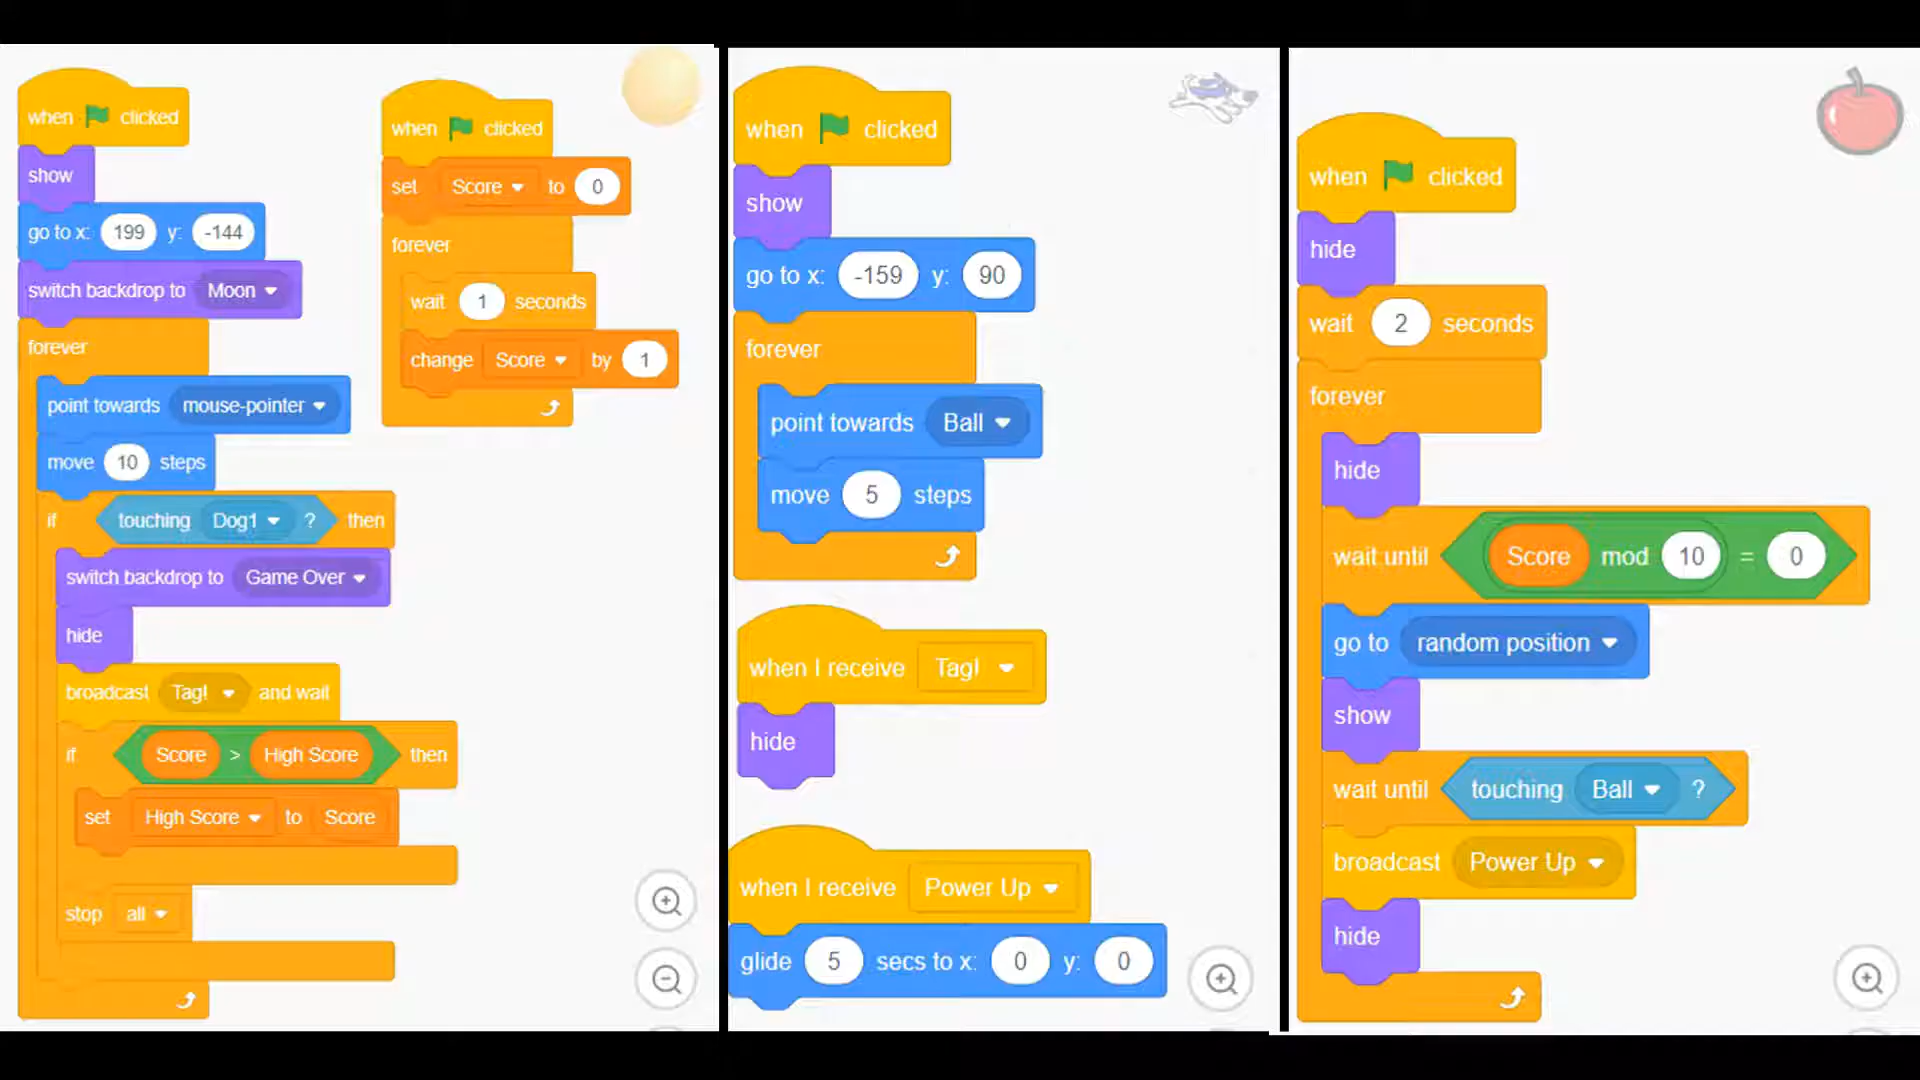 when clicked
show
go to x: 199 y: -144
switch backdrop to Moon
forever
point towards mouse-pointer
move 10 steps
if touching Dog1 ? then
switch backdrop to Game Over
hide
broadcast Tag! and wait
if Score > High Score then
set High Score to Score
stop all
when clicked
set Score to 0
forever
wait 1 seconds
change Score by 1
when clicked
show
go to x: -159 y: 90
forever
point towards Ball
move 5 steps
when I receive Tag!
hide
when I receive Power Up
glide 5 secs to x: 0 y: 0
when clicked
hide
wait 2 seconds
forever
hide
wait until Score mod 10 = 0
go to random position
show
wait until touching Ball ?
broadcast Power Up
hide